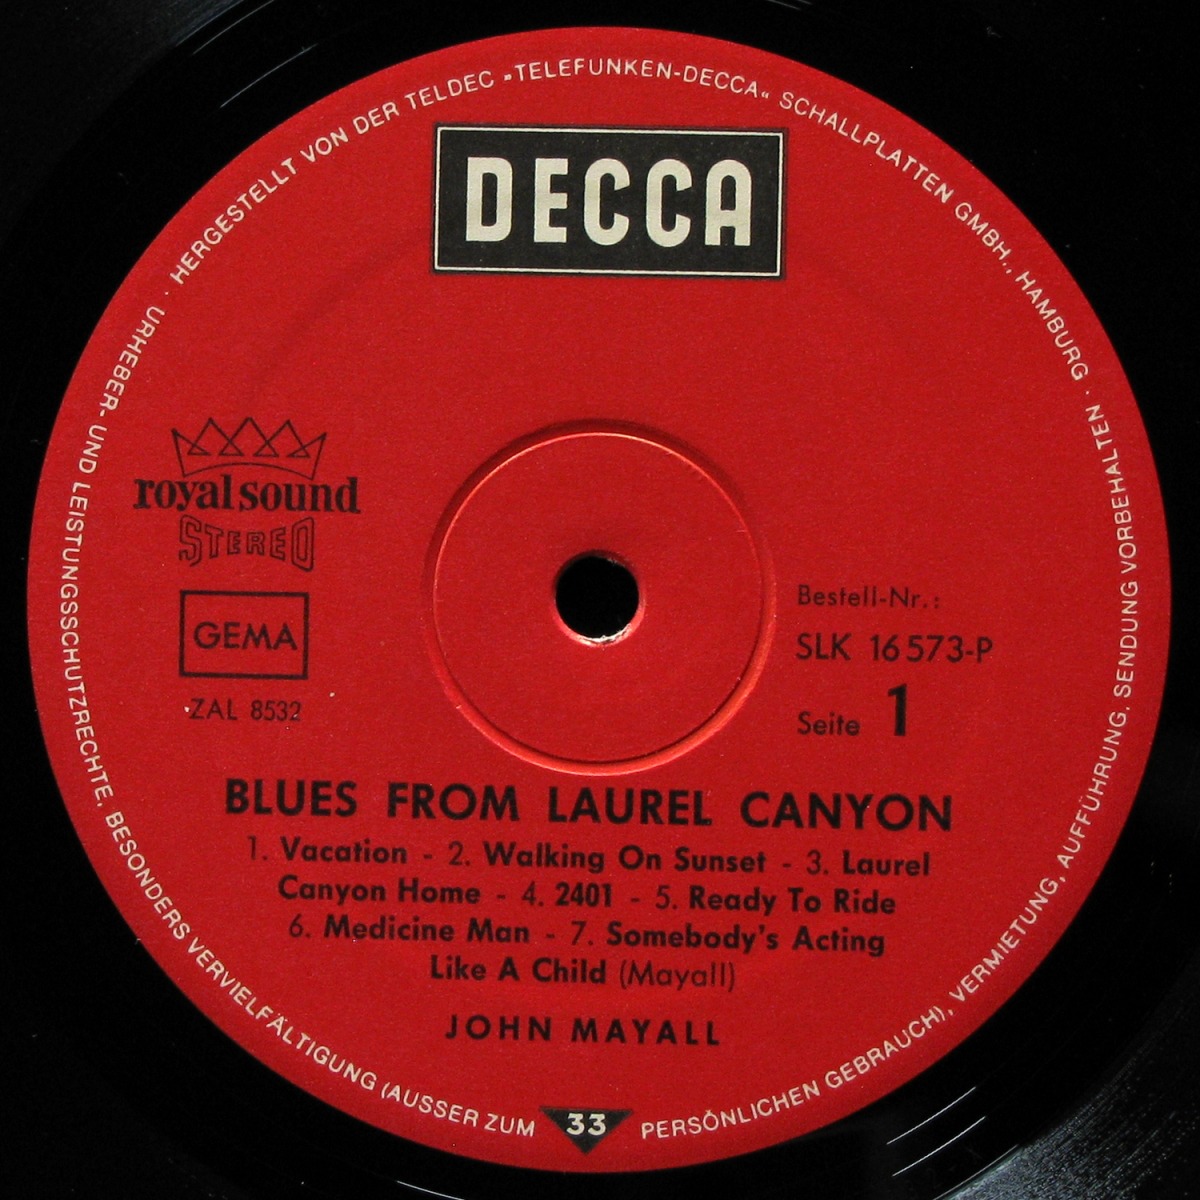 HERGESTELLT VON DER TELDEC »TELEFUNKEN-DECCA« SCHALLPLATTEN GMBH., HAMBURG · URHEBER- UND LEISTUNGSSCHUTZRECHTE, BESONDERS VERVIELFÄLTIGUNG (AUSSER ZUM PERSÖNLICHEN GEBRAUCH), VERMIETUNG, AUFFÜHRUNG, SENDUNG VORBEHALTEN ·
DECCA
royal sound
STEREO
GEMA
ZAL 8532
Bestell-Nr.:
SLK 16 573-P
Seite 1
BLUES FROM LAUREL CANYON
1. Vacation - 2. Walking On Sunset - 3. Laurel
Canyon Home - 4. 2401 - 5. Ready To Ride
6. Medicine Man - 7. Somebody's Acting
Like A Child (Mayall)
JOHN MAYALL
33